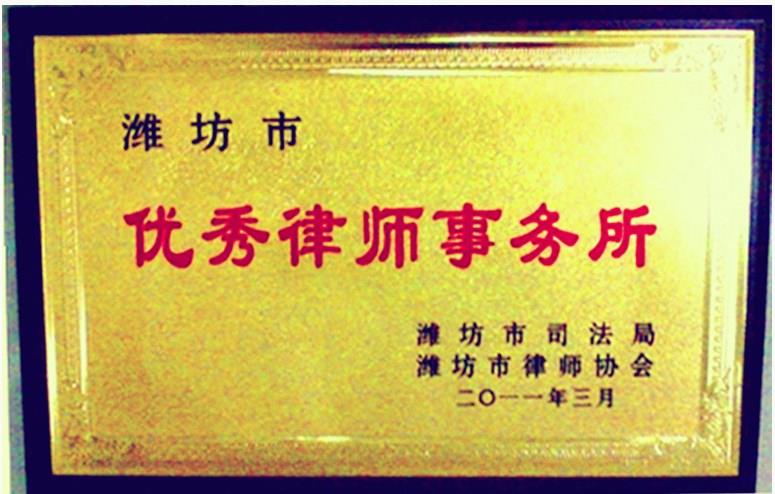 潍坊市
优秀律师事务所
潍坊市司法局
潍坊市律师协会
二〇一一年三月